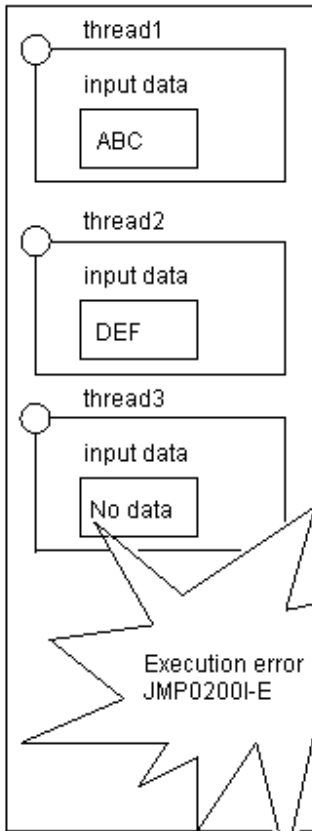 thread1
input data
ABC
thread2
input data
DEF
thread3
input data
No data
Execution error
JMP0200I-E